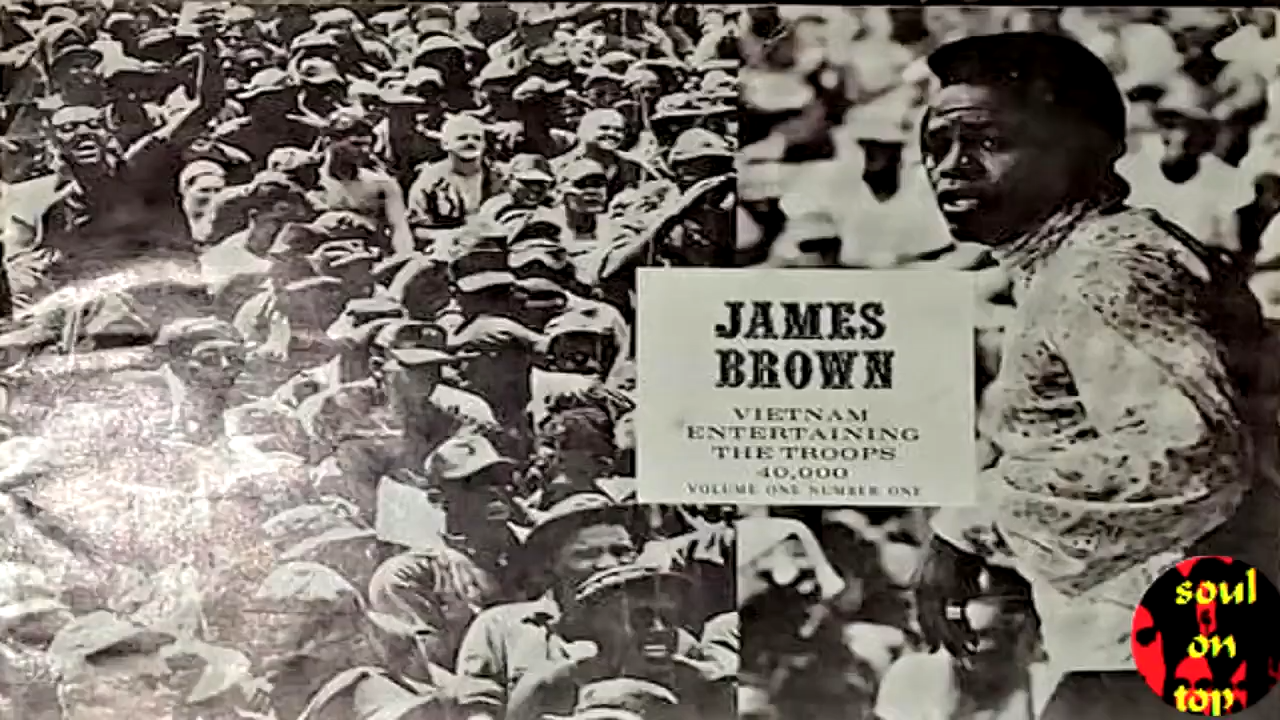 JAMES
BROWN
VIETNAM
ENTERTAINING
THE TROOPS
40,000
VOLUME ONE NUMBER ONE
soul
on
top